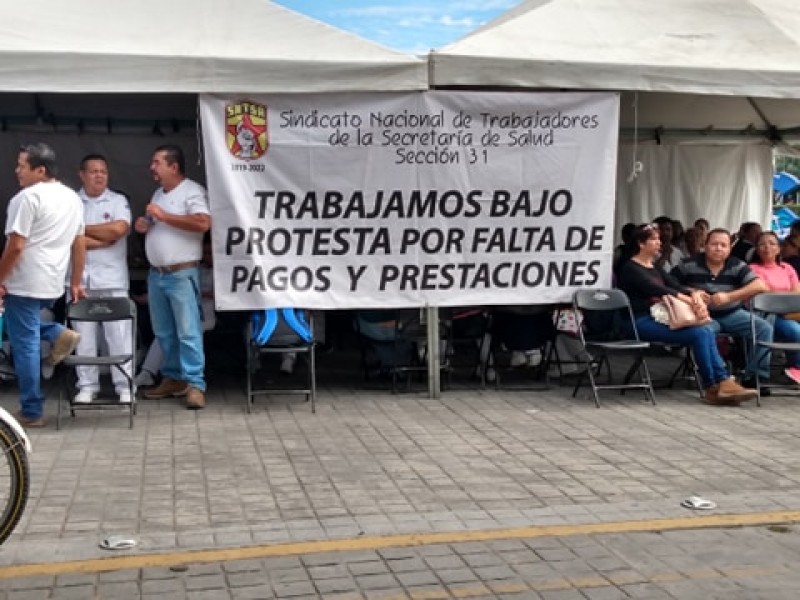 SNTSA
Sindicato Nacional de Trabajadores
de la Secretaría de Salud
Sección 31
2019-2022
TRABAJAMOS BAJO
PROTESTA POR FALTA DE
PAGOS Y PRESTACIONES